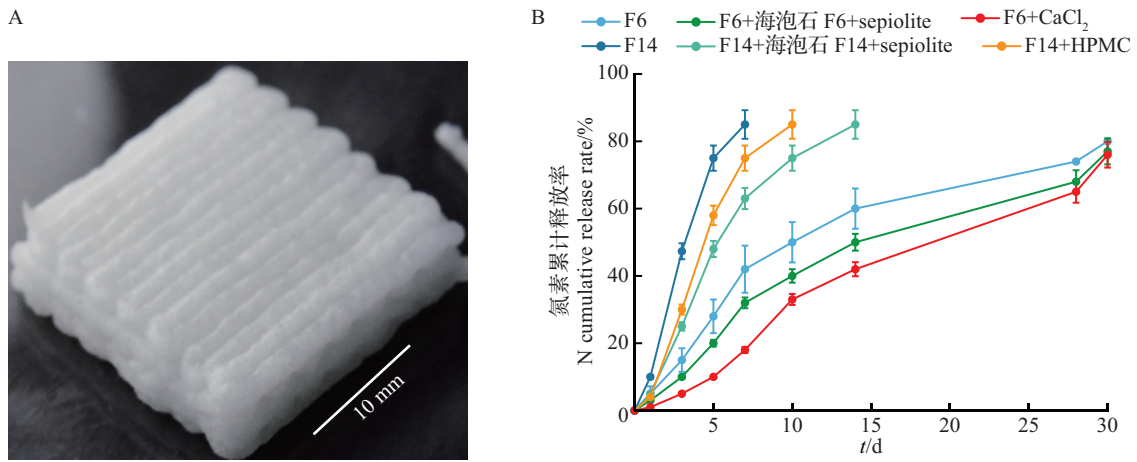 A
10 mm
B
F6 F6+海泡石 F6+sepiolite F6+CaCl₂
F14 F14+海泡石 F14+sepiolite F14+HPMC
氮素累计释放率
N cumulative release rate/%
100
80
60
40
20
0
5 10 15 20 25 30
t/d